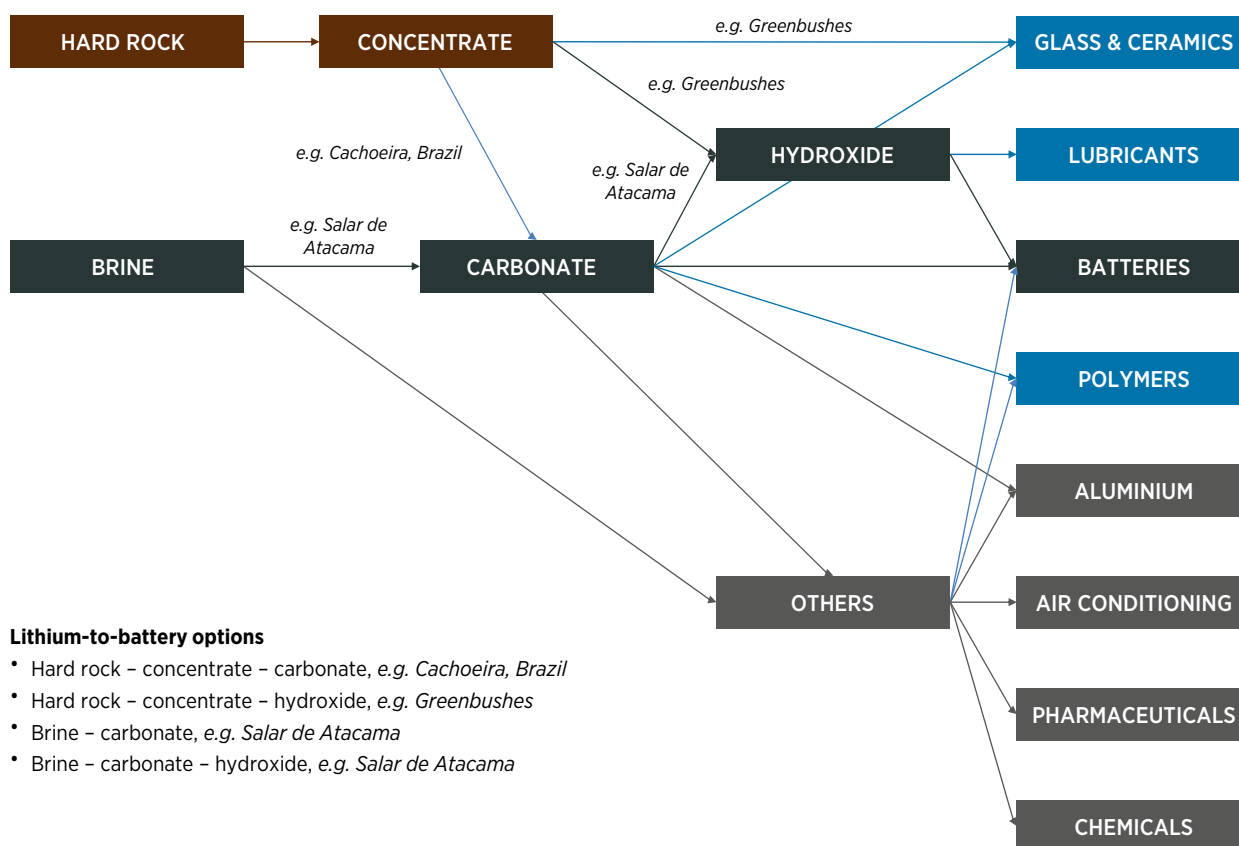 HARD ROCK
CONCENTRATE
e.g. Greenbushes
GLASS & CERAMICS
e.g. Greenbushes
e.g. Cachoeira, Brazil
HYDROXIDE
LUBRICANTS
e.g. Salar de
Atacama
e.g. Salar de
Atacama
BRINE
CARBONATE
BATTERIES
POLYMERS
ALUMINIUM
OTHERS
AIR CONDITIONING
PHARMACEUTICALS
CHEMICALS
Lithium-to-battery options
• Hard rock – concentrate – carbonate, e.g. Cachoeira, Brazil
• Hard rock – concentrate – hydroxide, e.g. Greenbushes
• Brine – carbonate, e.g. Salar de Atacama
• Brine – carbonate – hydroxide, e.g. Salar de Atacama